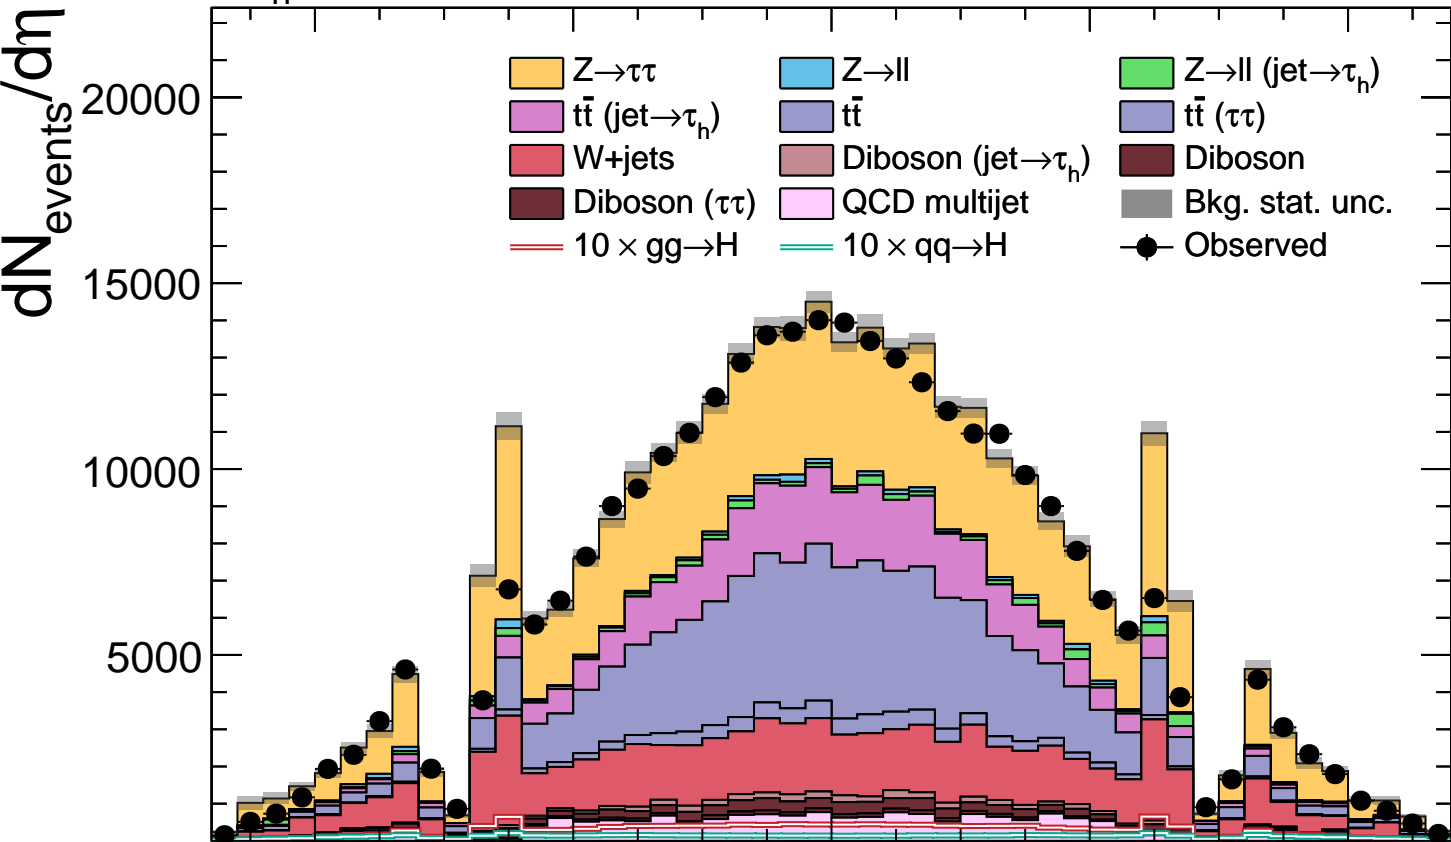 dN_events/dη
20000
15000
10000
5000
Z→ττ Z→ll Z→ll (jet→τ_h)
tt̄ (jet→τ_h) tt̄ tt̄ (ττ)
W+jets Diboson (jet→τ_h) Diboson
Diboson (ττ) QCD multijet Bkg. stat. unc.
10 × gg→H 10 × qq→H Observed